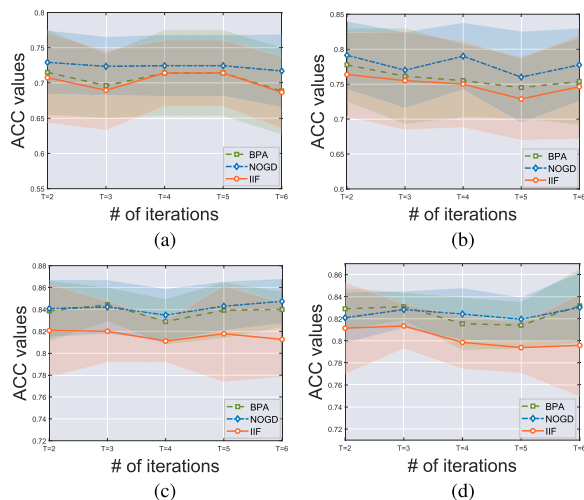 0.8
0.75
0.7
0.65
0.6
0.55
ACC values
BPA
NOGD
IIF
T=2 T=3 T=4 T=5 T=6
# of iterations
(a)
0.85
0.8
0.75
0.7
0.65
0.6
ACC values
BPA
NOGD
IIF
T=2 T=3 T=4 T=5 T=6
# of iterations
(b)
0.88
0.86
0.84
0.82
0.8
0.78
0.76
0.74
0.72
ACC values
BPA
NOGD
IIF
T=2 T=3 T=4 T=5 T=6
# of iterations
(c)
0.86
0.84
0.82
0.8
0.78
0.76
0.74
0.72
ACC values
BPA
NOGD
IIF
T=2 T=3 T=4 T=5 T=6
# of iterations
(d)